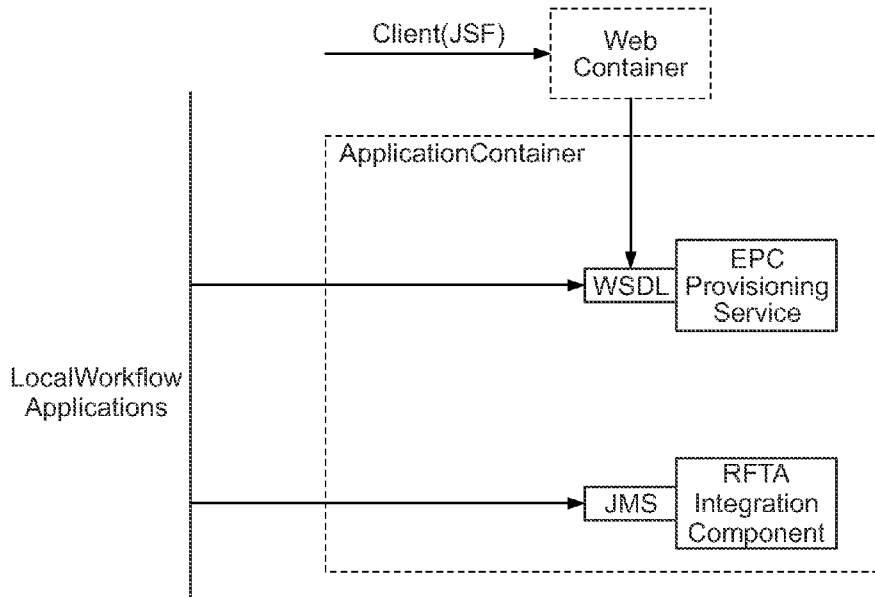 Client(JSF)
Web
Container
ApplicationContainer
WSDL
EPC
Provisioning
Service
LocalWorkflow
Applications
JMS
RFTA
Integration
Component